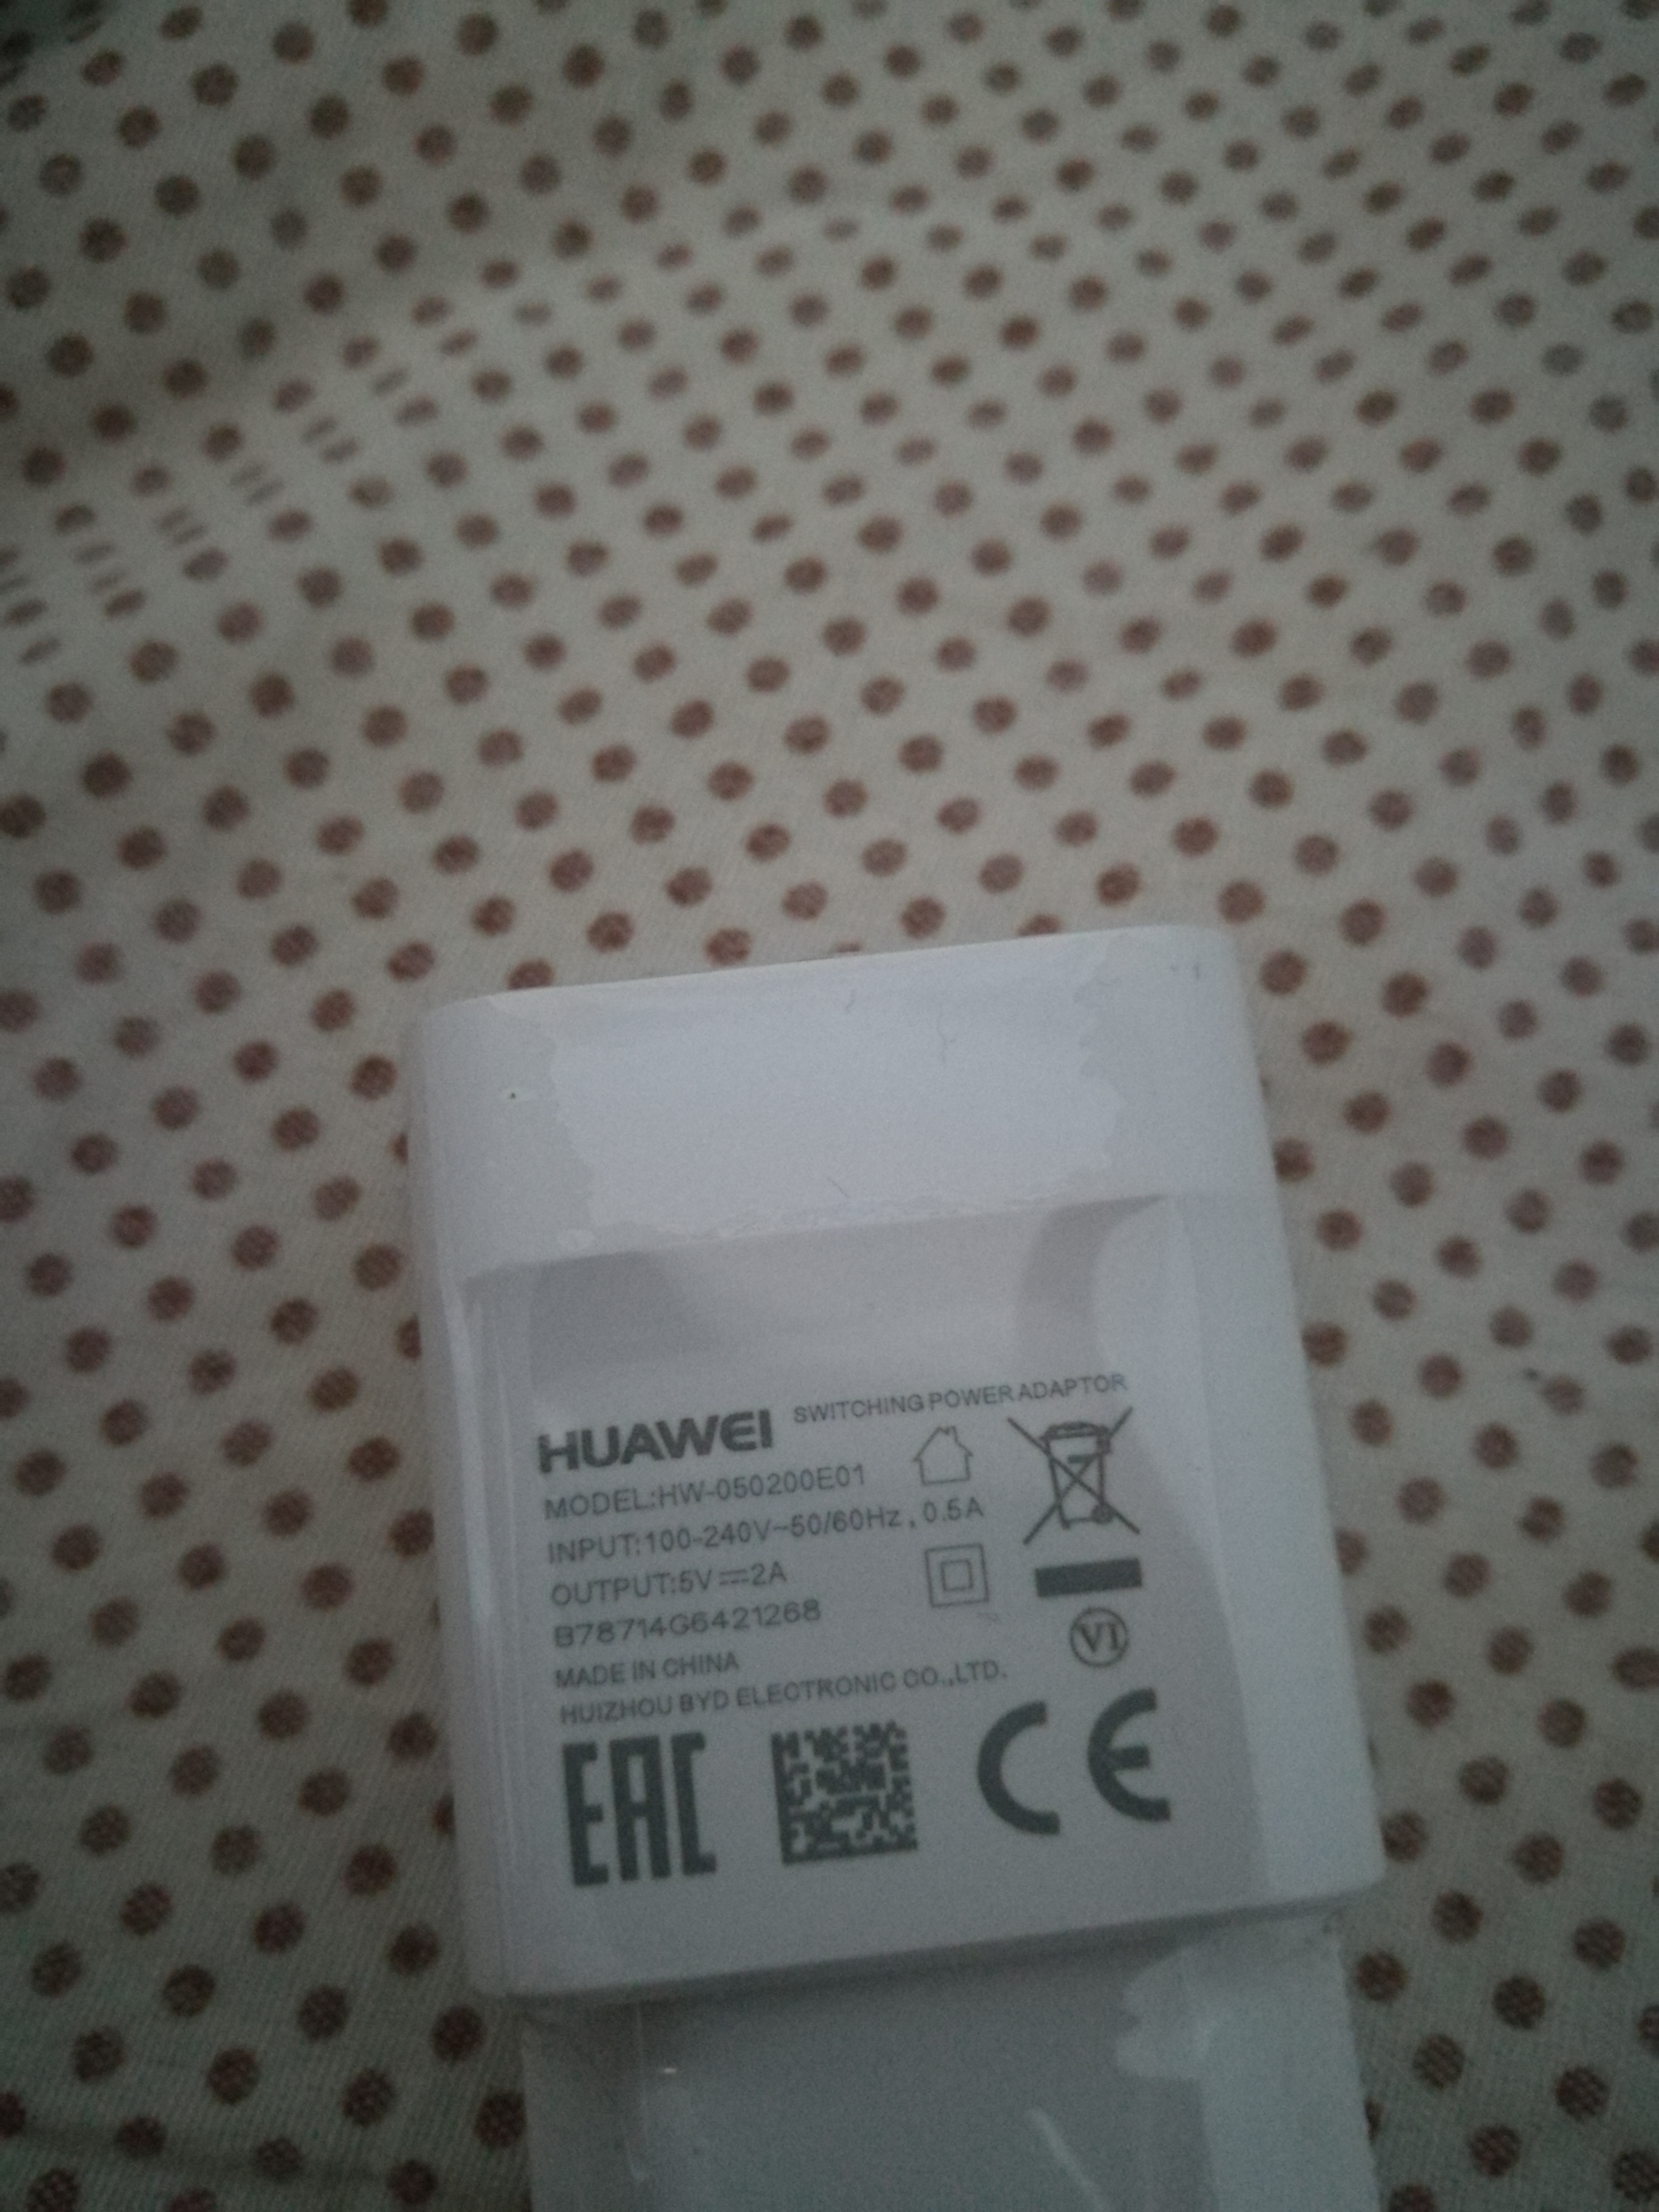 HUAWEI SWITCHING POWER ADAPTOR
MODEL:HW-050200E01
INPUT:100-240V~50/60Hz, 0.5A
OUTPUT:5V⎓2A
B78714G6421268
MADE IN CHINA
HUIZHOU BYD ELECTRONIC CO.,LTD.
VI
EAC CE